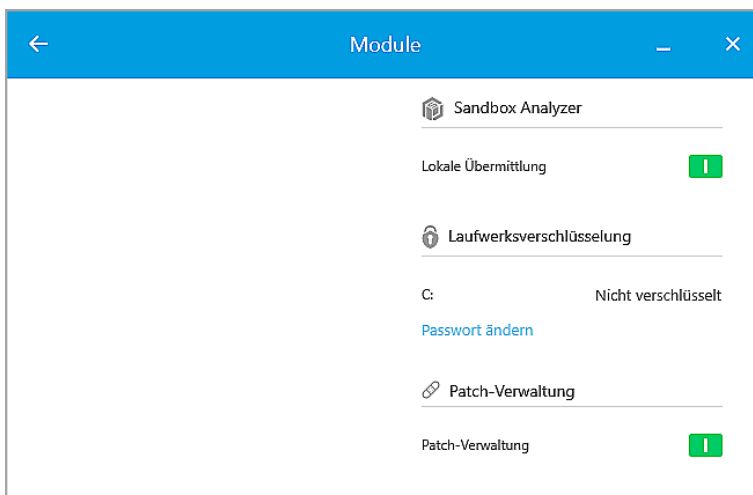 Module
Sandbox Analyzer
Lokale Übermittlung
Laufwerksverschlüsselung
C: Nicht verschlüsselt
Passwort ändern
Patch-Verwaltung
Patch-Verwaltung